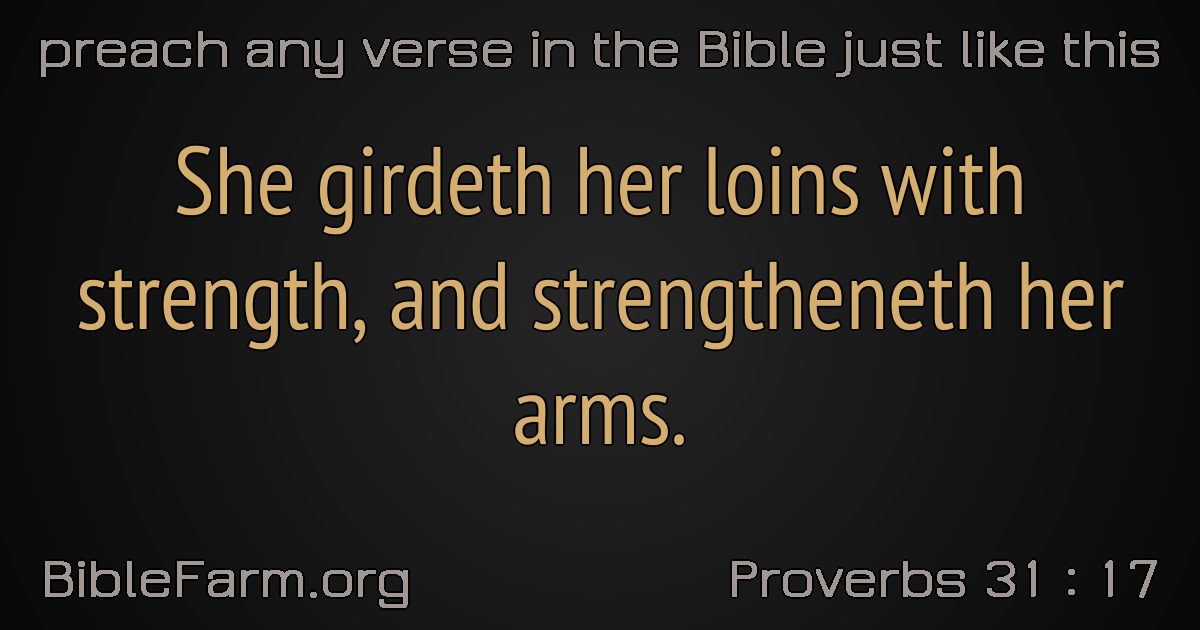 preach any verse in the Bible just like this
She girdeth her loins with
strength, and strengtheneth her
arms.
BibleFarm.org
Proverbs 31 : 17